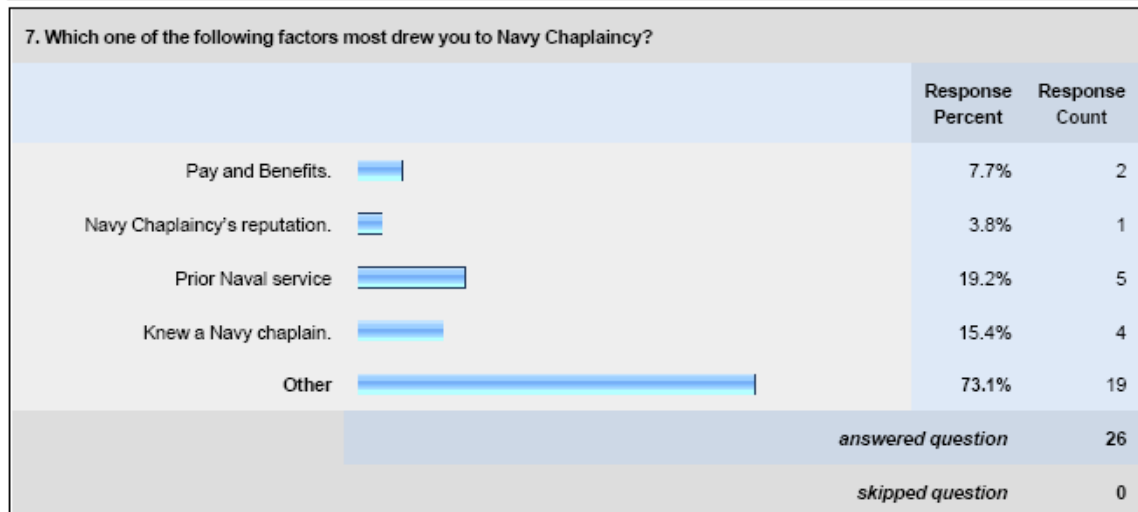 7. Which one of the following factors most drew you to Navy Chaplaincy?
Response Percent Response Count
Pay and Benefits. 7.7% 2
Navy Chaplaincy's reputation. 3.8% 1
Prior Naval service 19.2% 5
Knew a Navy chaplain. 15.4% 4
Other 73.1% 19
answered question 26
skipped question 0